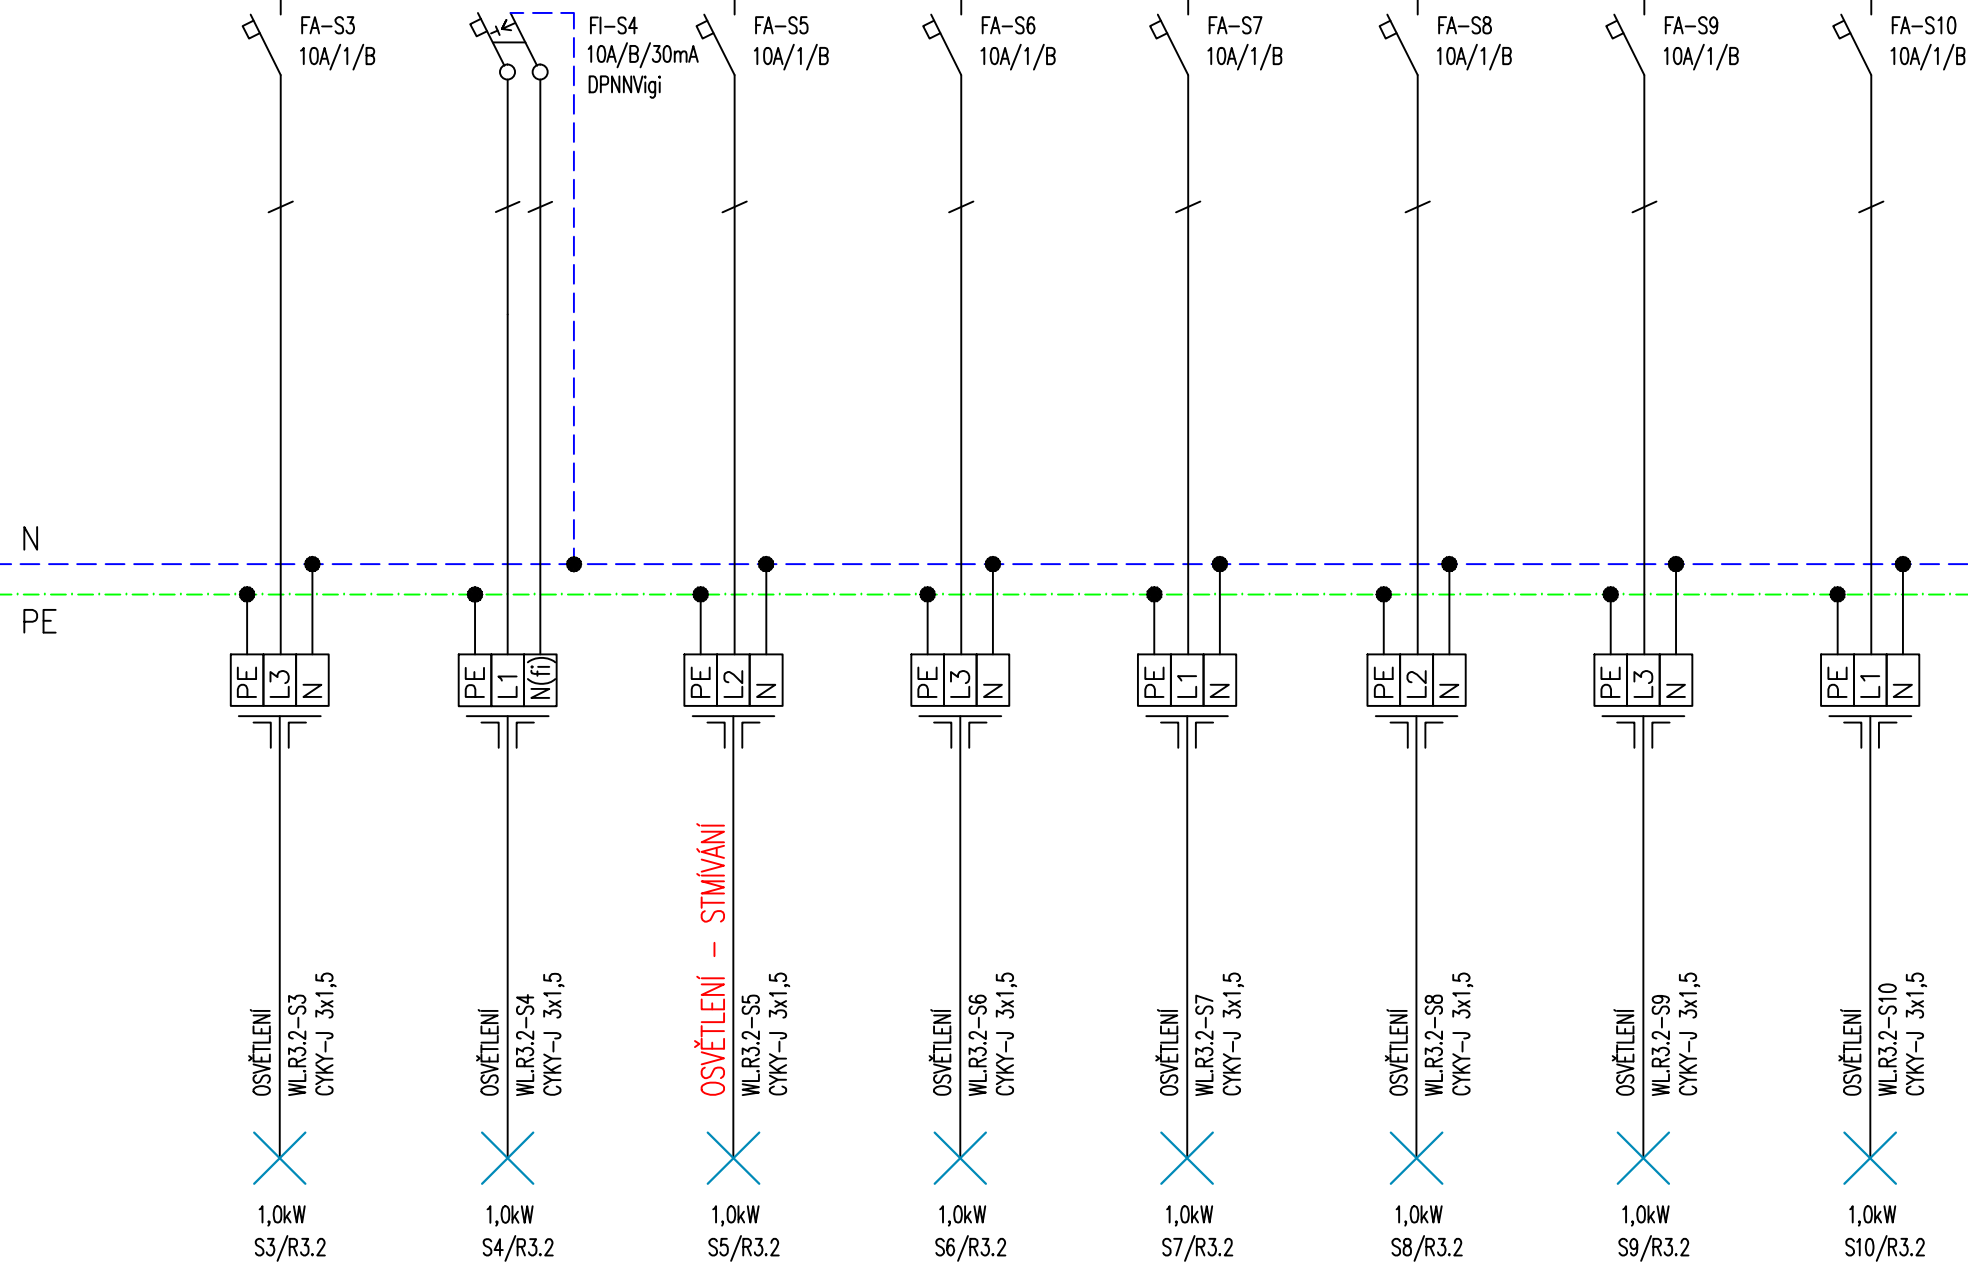 FA-S3
10A/1/B
FI-S4
10A/B/30mA
DPNNVigi
FA-S5
10A/1/B
FA-S6
10A/1/B
FA-S7
10A/1/B
FA-S8
10A/1/B
FA-S9
10A/1/B
FA-S10
10A/1/B
N
PE
PE L3 N
PE L1 N(fi)
PE L2 N
PE L3 N
PE L1 N
PE L2 N
PE L3 N
PE L1 N
OSVĚTLENÍ
WL.R3.2-S3
CYKY-J 3x1,5
OSVĚTLENÍ
WL.R3.2-S4
CYKY-J 3x1,5
OSVĚTLENÍ - STMÍVÁNÍ
WL.R3.2-S5
CYKY-J 3x1,5
OSVĚTLENÍ
WL.R3.2-S6
CYKY-J 3x1,5
OSVĚTLENÍ
WL.R3.2-S7
CYKY-J 3x1,5
OSVĚTLENÍ
WL.R3.2-S8
CYKY-J 3x1,5
OSVĚTLENÍ
WL.R3.2-S9
CYKY-J 3x1,5
OSVĚTLENÍ
WL.R3.2-S10
CYKY-J 3x1,5
1,0kW
S3/R3.2
1,0kW
S4/R3.2
1,0kW
S5/R3.2
1,0kW
S6/R3.2
1,0kW
S7/R3.2
1,0kW
S8/R3.2
1,0kW
S9/R3.2
1,0kW
S10/R3.2